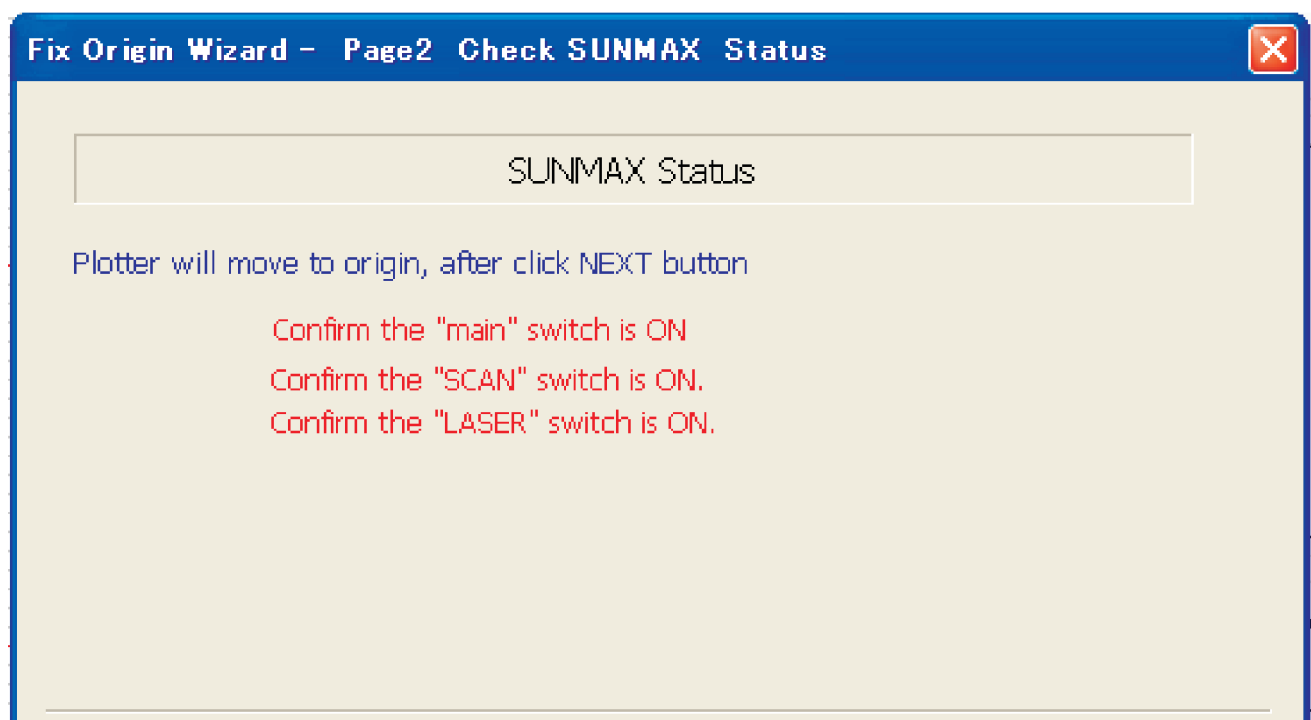 Fix Origin Wizard - Page2 Check SUNMAX Status
SUNMAX Status
Plotter will move to origin, after click NEXT button
Confirm the "main" switch is ON
Confirm the "SCAN" switch is ON.
Confirm the "LASER" switch is ON.